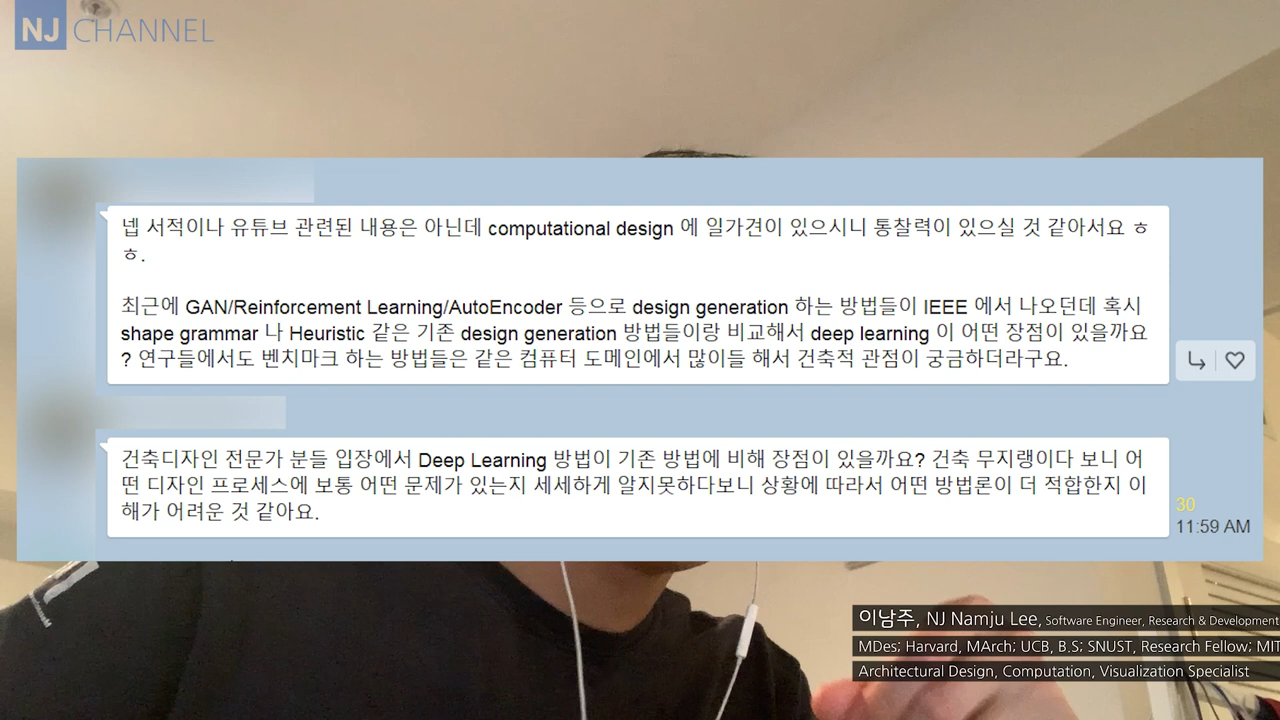 NJ CHANNEL
넵 서적이나 유튜브 관련된 내용은 아닌데 computational design 에 일가견이 있으시니 통찰력이 있으실 것 같아서요 ㅎ
ㅎ.
최근에 GAN/Reinforcement Learning/AutoEncoder 등으로 design generation 하는 방법들이 IEEE 에서 나오던데 혹시
shape grammar 나 Heuristic 같은 기존 design generation 방법들이랑 비교해서 deep learning 이 어떤 장점이 있을까요
? 연구들에서도 벤치마크 하는 방법들은 같은 컴퓨터 도메인에서 많이들 해서 건축적 관점이 궁금하더라구요.
건축디자인 전문가 분들 입장에서 Deep Learning 방법이 기존 방법에 비해 장점이 있을까요? 건축 무지랭이다 보니 어
떤 디자인 프로세스에 보통 어떤 문제가 있는지 세세하게 알지못하다보니 상황에 따라서 어떤 방법론이 더 적합한지 이
해가 어려운 것 같아요.
30
11:59 AM
이남주, NJ Namju Lee, Software Engineer, Research & Development
MDes; Harvard, MArch; UCB, B.S; SNUST, Research Fellow; MIT
Architectural Design, Computation, Visualization Specialist